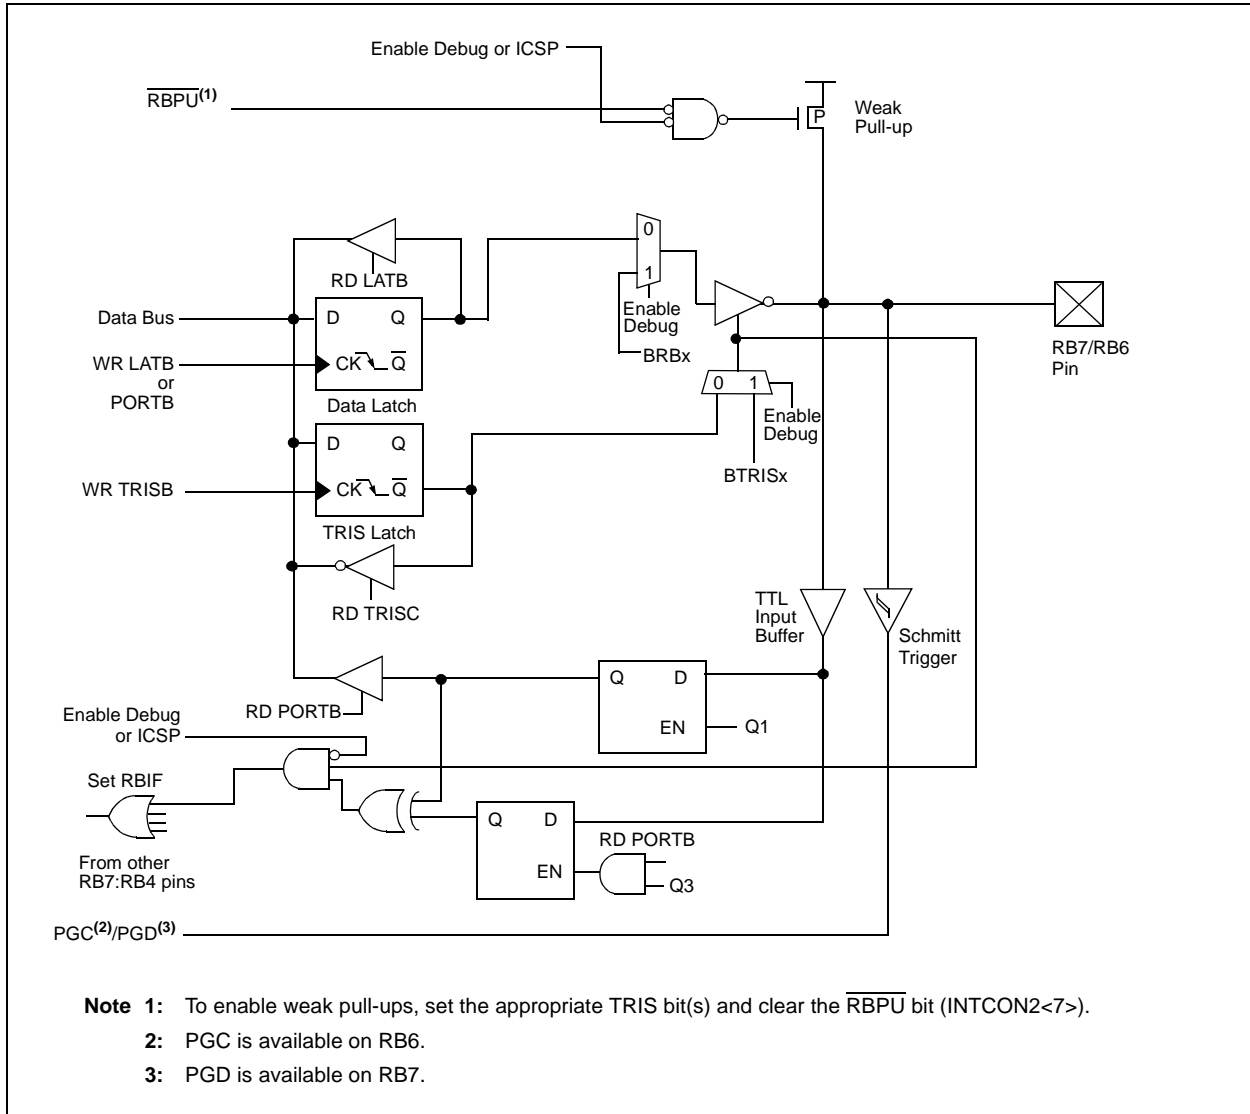 Enable Debug or ICSP
RBPU(1)
P
Weak
Pull-up
0
1
RD LATB
Enable
Debug
BRBx
Data Bus
D
Q
WR LATB
or
PORTB
CK
Q
Data Latch
RB7/RB6
Pin
0
1
Enable
Debug
BTRISx
D
Q
WR TRISB
CK
Q
TRIS Latch
RD TRISC
TTL
Input
Buffer
Schmitt
Trigger
Q
D
EN
Q1
RD PORTB
Enable Debug
or ICSP
Set RBIF
From other
RB7:RB4 pins
Q
D
EN
RD PORTB
Q3
PGC(2)/PGD(3)
Note 1: To enable weak pull-ups, set the appropriate TRIS bit(s) and clear the RBPU bit (INTCON2<7>).
2: PGC is available on RB6.
3: PGD is available on RB7.